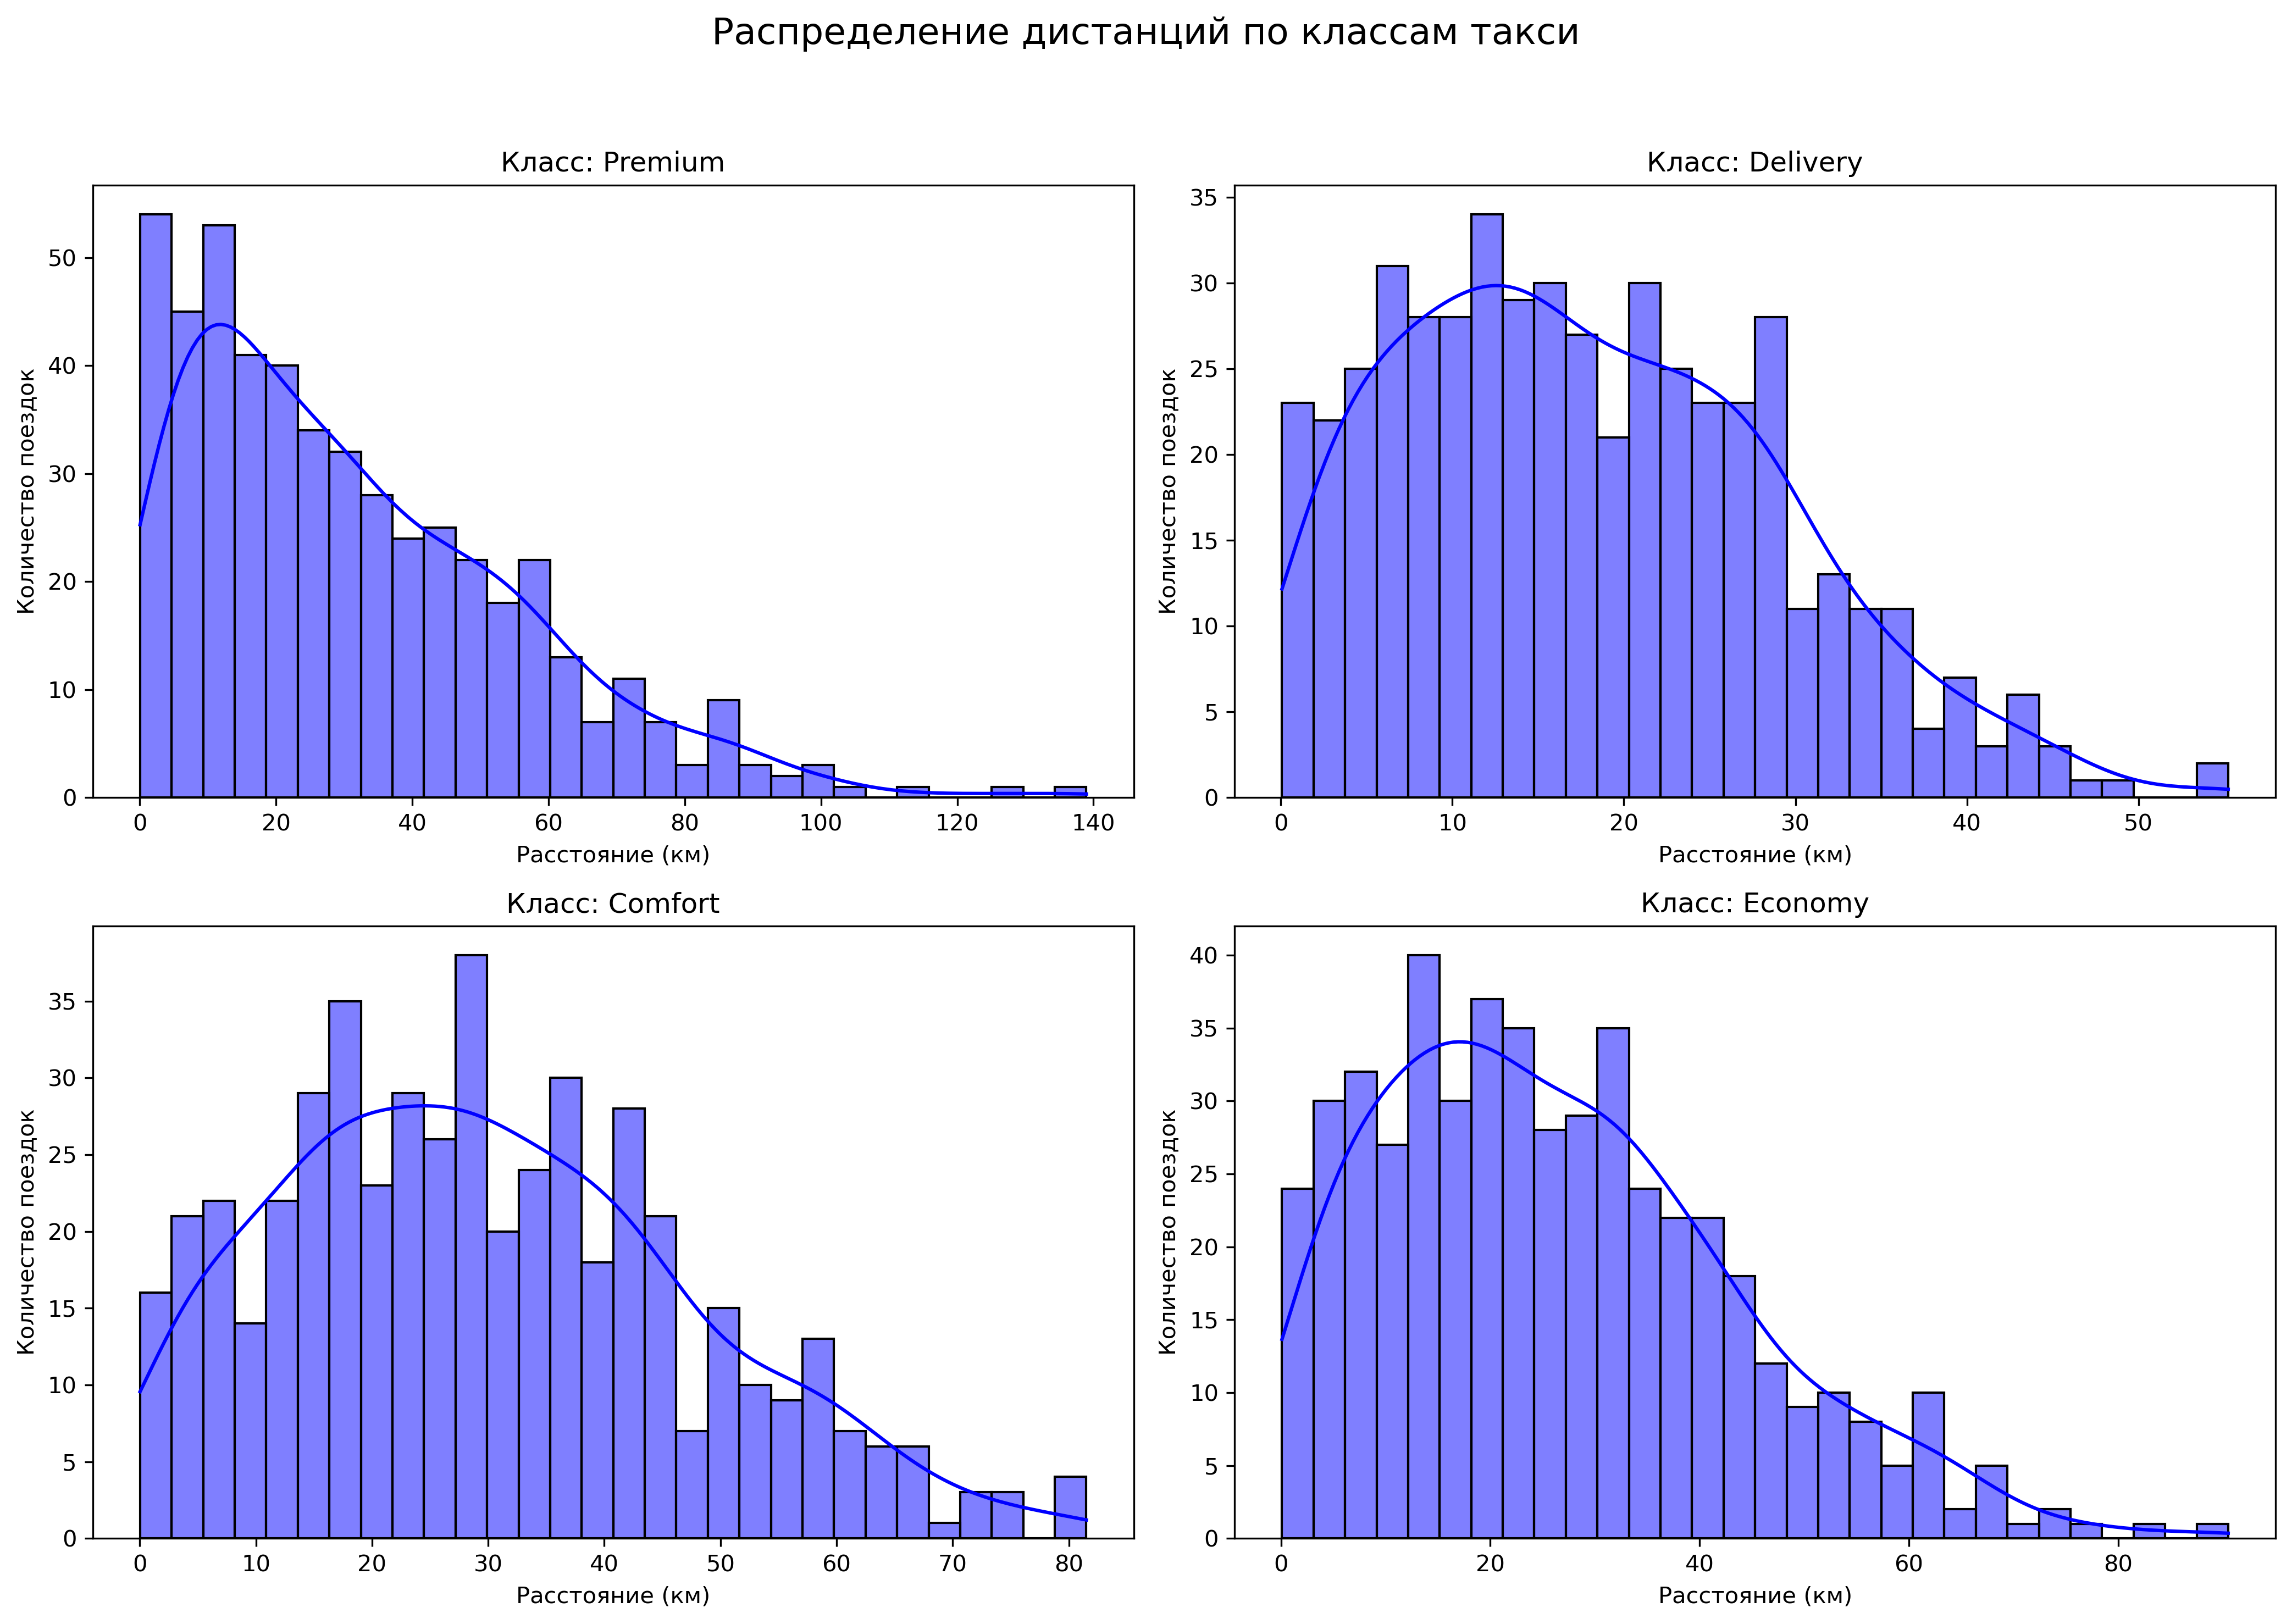 Распределение дистанций по классам такси
Класс: Premium
Количество поездок
50
40
30
20
10
0
0 20 40 60 80 100 120 140
Расстояние (км)
Класс: Delivery
Количество поездок
35
30
25
20
15
10
5
0
0 10 20 30 40 50
Расстояние (км)
Класс: Comfort
Количество поездок
35
30
25
20
15
10
5
0
0 10 20 30 40 50 60 70 80
Расстояние (км)
Класс: Economy
Количество поездок
40
35
30
25
20
15
10
5
0
0 20 40 60 80
Расстояние (км)